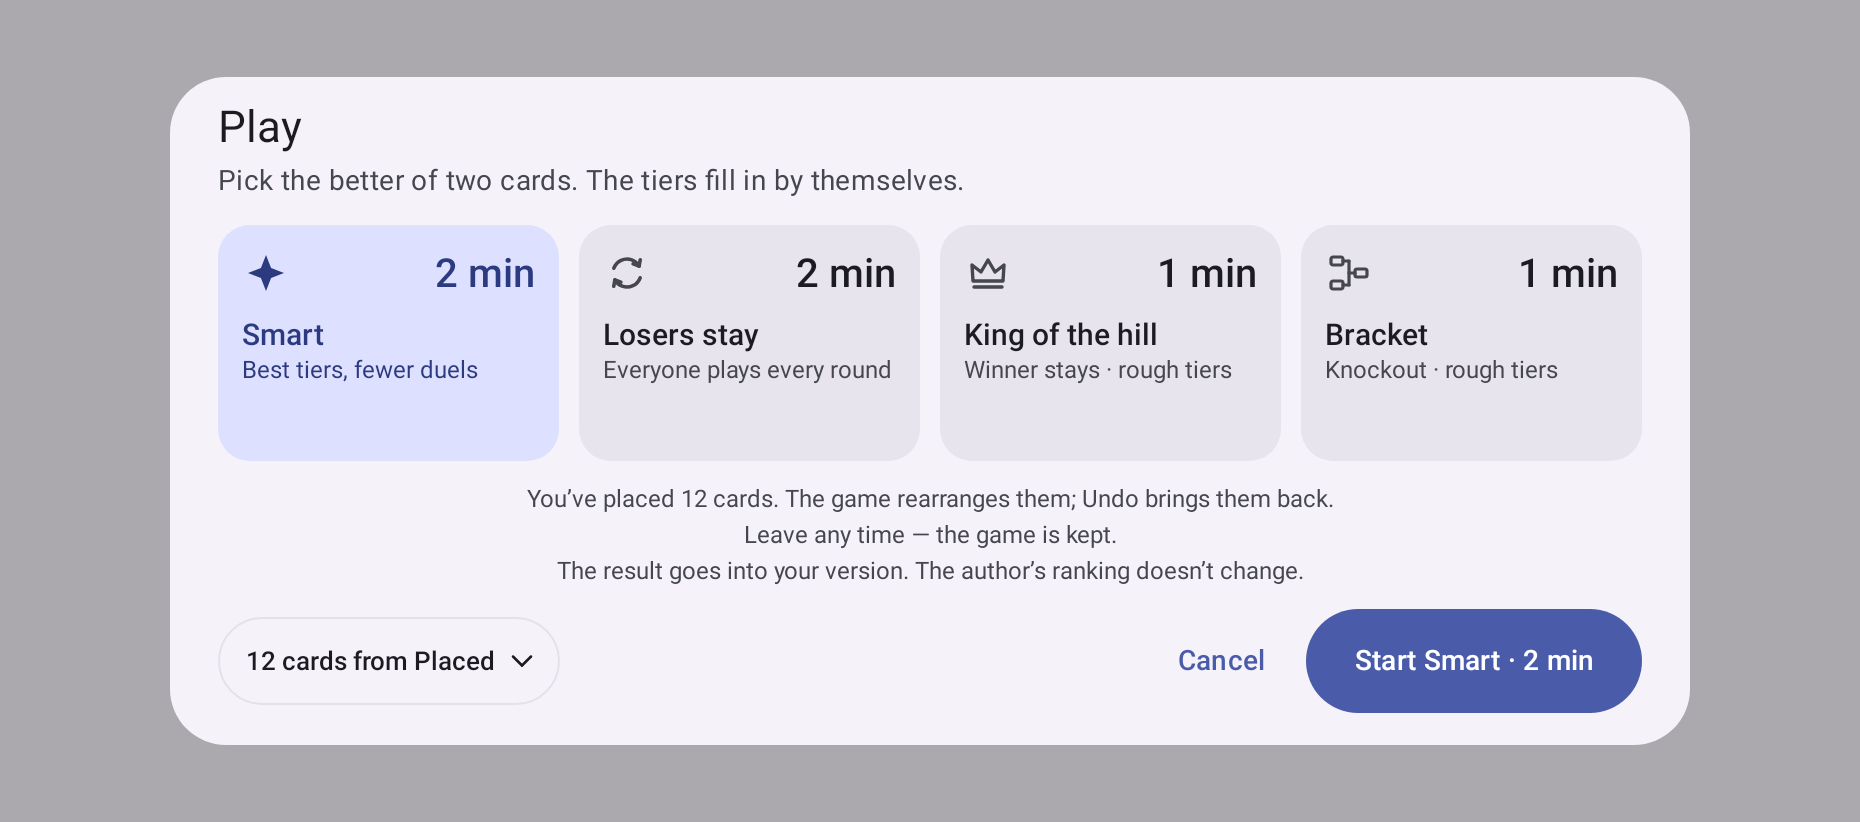 Play
Pick the better of two cards. The tiers fill in by themselves.
2 min
Smart
Best tiers, fewer duels
2 min
Losers stay
Everyone plays every round
1 min
King of the hill
Winner stays · rough tiers
1 min
Bracket
Knockout · rough tiers
You’ve placed 12 cards. The game rearranges them; Undo brings them back.
Leave any time — the game is kept.
The result goes into your version. The author’s ranking doesn’t change.
12 cards from Placed
Cancel
Start Smart · 2 min